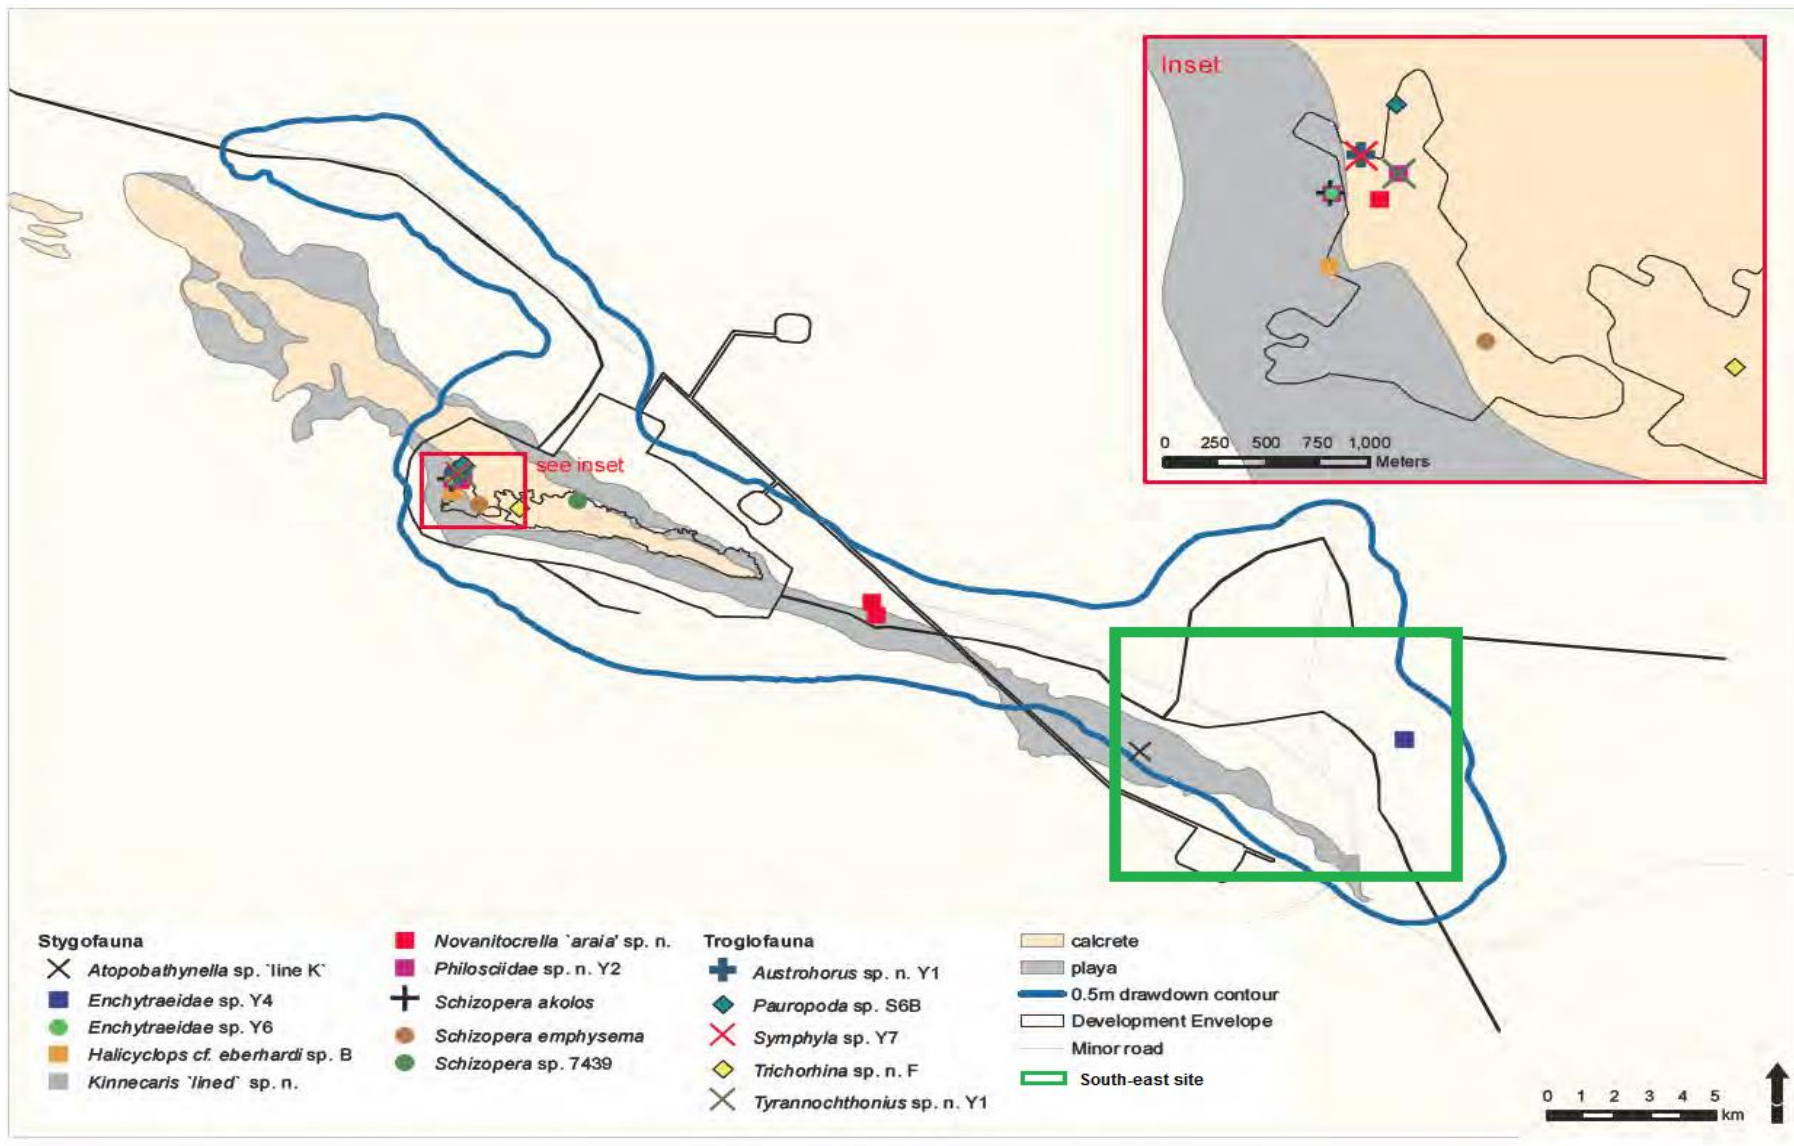 Inset
0 250 500 750 1,000
Meters
see inset
Stygofauna
Atopobathynella sp. `line K`
Enchytraeidae sp. Y4
Enchytraeidae sp. Y6
Halicyclops cf. eberhardi sp. B
Kinnecaris `lined` sp. n.
Novanitocrella `araia' sp. n.
Philosciidae sp. n. Y2
Schizopera akolos
Schizopera emphysema
Schizopera sp. 7439
Troglofauna
Austrohorus sp. n. Y1
Pauropoda sp. S6B
Symphyla sp. Y7
Trichorhina sp. n. F
Tyrannochthonius sp. n. Y1
calcrete
playa
0.5m drawdown contour
Development Envelope
Minor road
South-east site
0 1 2 3 4 5
km